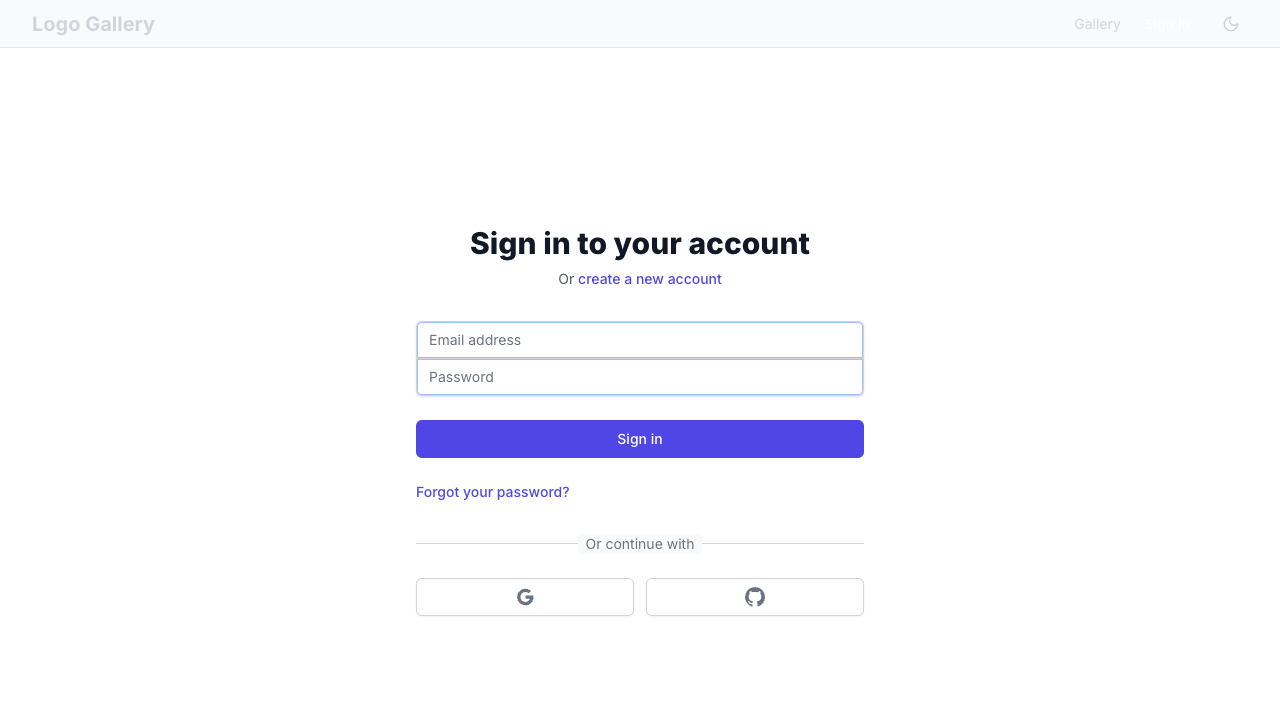 Logo Gallery
Gallery
Sign In
Sign in to your account
Or create a new account
Email address
Password
Sign in
Forgot your password?
Or continue with